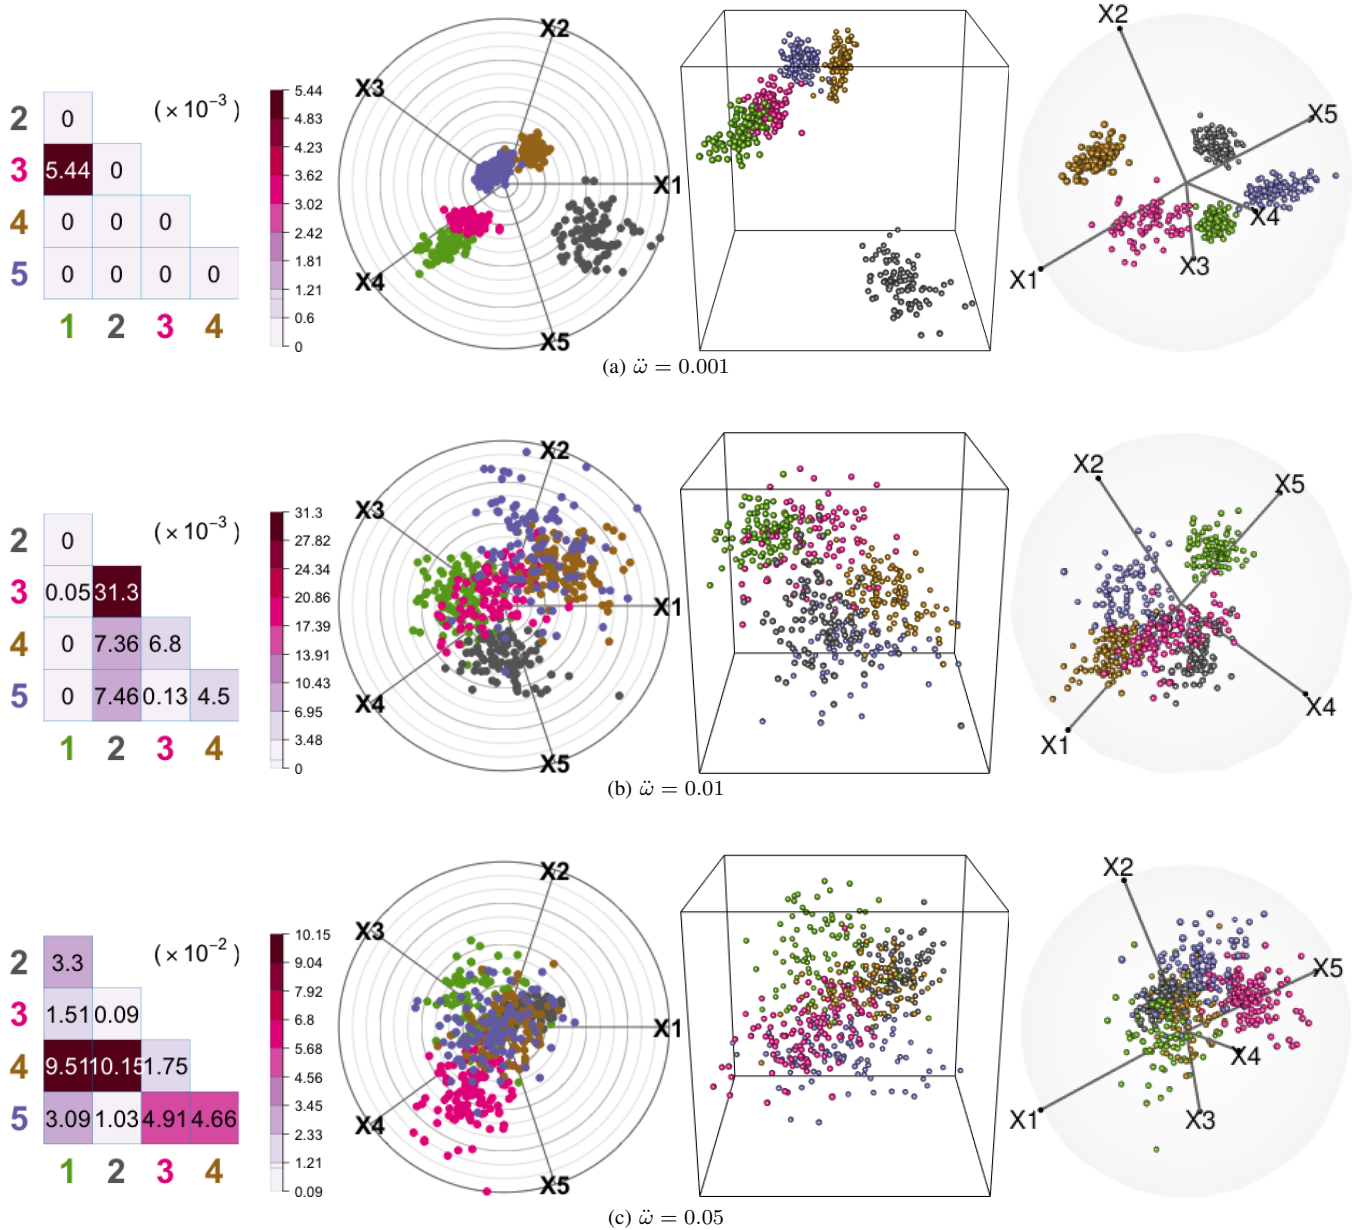 (×10⁻³)
2 0
3 5.44 0
4 0 0 0
5 0 0 0 0
1 2 3 4
5.44
4.83
4.23
3.62
3.02
2.42
1.81
1.21
0.6
0
X1
X2
X3
X4
X5
X2
X5
X4
X3
X1
(a) ω̈ = 0.001
(×10⁻³)
2 0
3 0.05 31.3
4 0 7.36 6.8
5 0 7.46 0.13 4.5
1 2 3 4
31.3
27.82
24.34
20.86
17.39
13.91
10.43
6.95
3.48
0
X1
X2
X3
X4
X5
X2
X5
X4
X1
(b) ω̈ = 0.01
(×10⁻²)
2 3.3
3 1.51 0.09
4 9.51 10.15 1.75
5 3.09 1.03 4.91 4.66
1 2 3 4
10.15
9.04
7.92
6.8
5.68
4.56
3.45
2.33
1.21
0.09
X1
X2
X3
X4
X5
X2
X5
X4
X3
X1
(c) ω̈ = 0.05